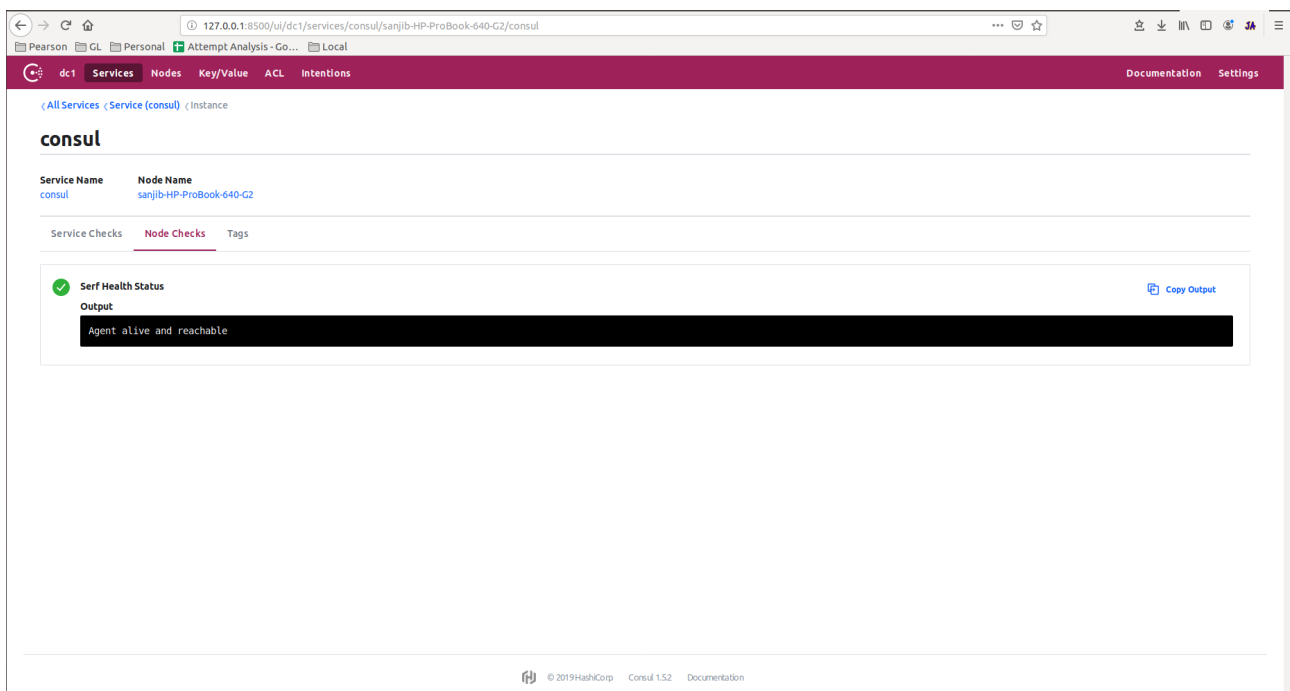 127.0.0.1:8500/ui/dc1/services/consul/sanjib-HP-ProBook-640-G2/consul
Pearson GL Personal Attempt Analysis - Go... Local
dc1 Services Nodes Key/Value ACL Intentions Documentation Settings
‹ All Services ‹ Service (consul) ‹ Instance
consul
Service Name Node Name
consul sanjib-HP-ProBook-640-G2
Service Checks Node Checks Tags
Serf Health Status
Copy Output
Output
Agent alive and reachable
© 2019 HashiCorp Consul 1.5.2 Documentation